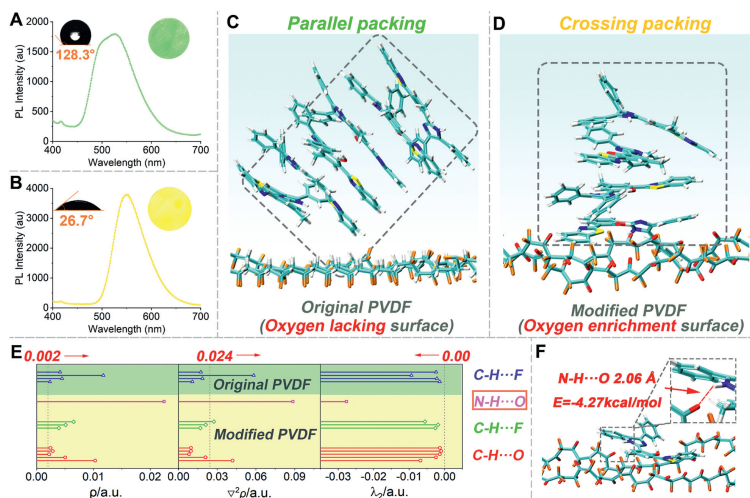 A
128.3°
PL Intensity (au)
2000
1500
1000
500
0
400 500 600 700
Wavelength (nm)
B
26.7°
PL Intensity (au)
4000
3000
2000
1000
0
400 500 600 700
Wavelength (nm)
C
Parallel packing
Original PVDF
(Oxygen lacking surface)
D
Crossing packing
Modified PVDF
(Oxygen enrichment surface)
E
0.002
0.024
0.00
Original PVDF
Modified PVDF
C-H···F
N-H···O
C-H···F
C-H···O
0.00 0.01 0.02
0.00 0.03 0.06 0.09
-0.03 -0.02 -0.01 0.00
ρ/a.u.
∇²ρ/a.u.
λ₂/a.u.
F
N-H···O 2.06 Å
E=-4.27kcal/mol